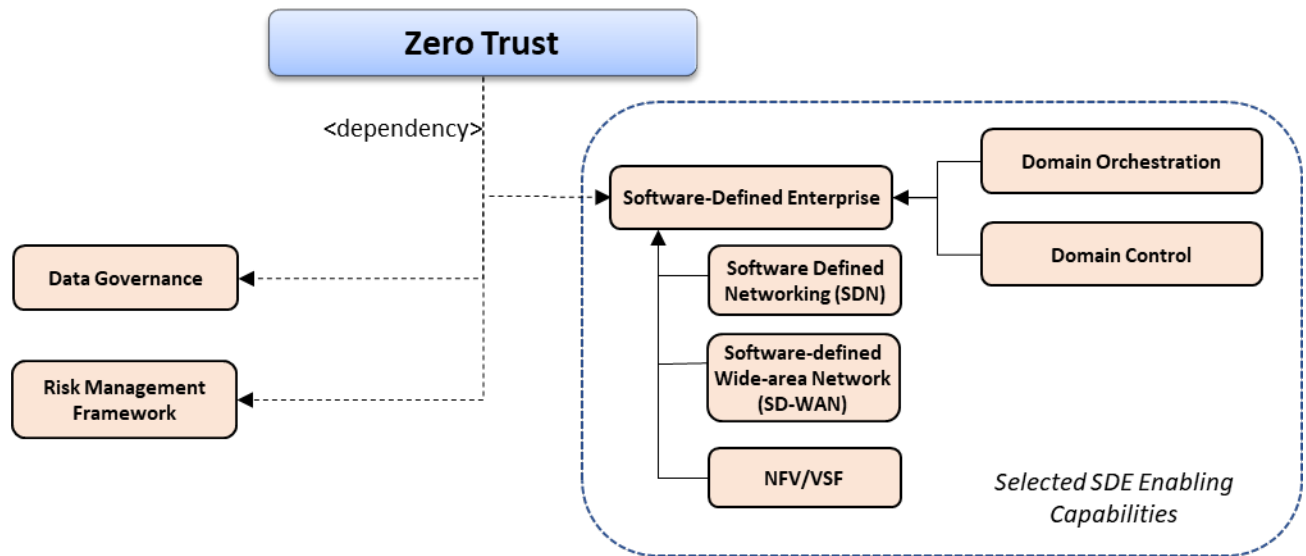 Zero Trust
<dependency>
Domain Orchestration
Software-Defined Enterprise
Domain Control
Data Governance
Software Defined
Networking (SDN)
Software-defined
Wide-area Network
(SD-WAN)
Risk Management
Framework
NFV/VSF
Selected SDE Enabling
Capabilities